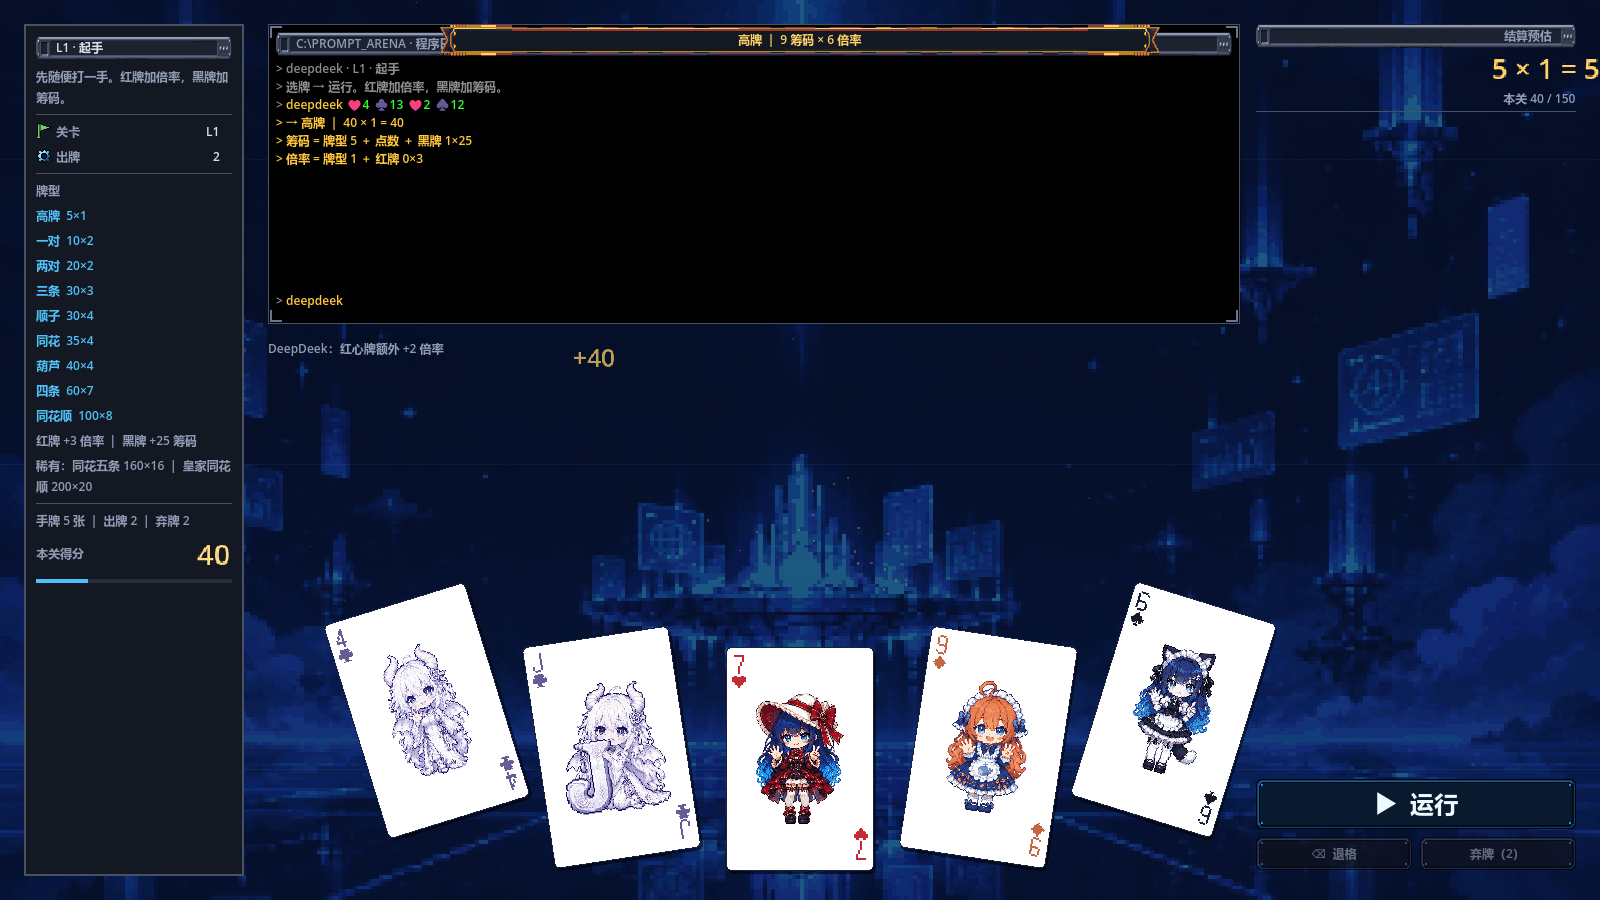 L1 · 起手
先随便打一手。红牌加倍率，黑牌加
筹码。
关卡 L1
出牌 2
牌型
高牌 5×1
一对 10×2
两对 20×2
三条 30×3
顺子 30×4
同花 35×4
葫芦 40×4
四条 60×7
同花顺 100×8
红牌 +3 倍率 | 黑牌 +25 筹码
稀有：同花五条 160×16 | 皇家同花
顺 200×20
手牌 5 张 | 出牌 2 | 弃牌 2
本关得分 40
C:\PROMPT_ARENA · 程序
高牌 | 9 筹码 × 6 倍率
> deepdeek · L1 · 起手
> 选牌 → 运行。红牌加倍率，黑牌加筹码。
> deepdeek ♥4 ♣13 ♥2 ♠12
> → 高牌 | 40 × 1 = 40
> 筹码 = 牌型 5 + 点数 + 黑牌 1×25
> 倍率 = 牌型 1 + 红牌 0×3
> deepdeek
DeepDeek：红心牌额外 +2 倍率
+40
结算预估
5 × 1 = 5
本关 40 / 150
4
4
J
J
7
7
9
9
6
6
▶ 运行
⌫ 退格
弃牌（2）